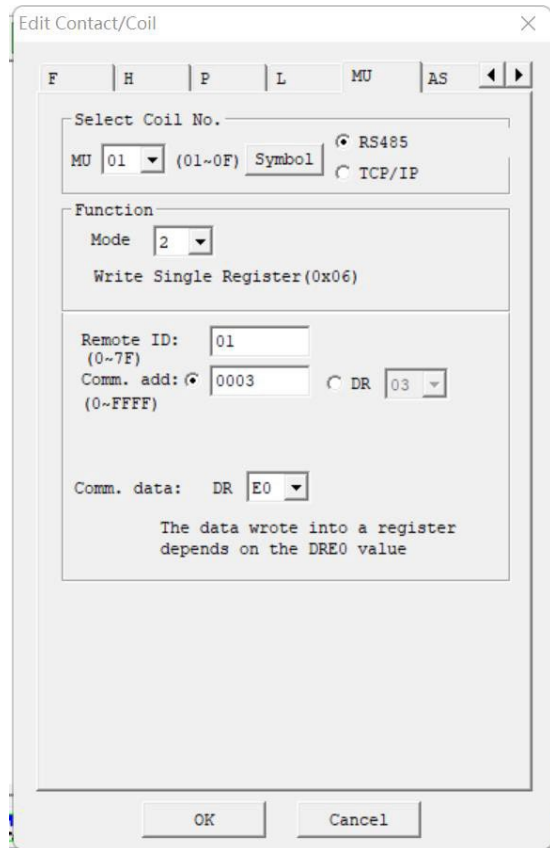 Edit Contact/Coil
F H P L MU AS
Select Coil No.
MU 01 (01~0F) Symbol
RS485
TCP/IP
Function
Mode 2
Write Single Register(0x06)
Remote ID: 01
(0~7F)
Comm. add: 0003 DR 03
(0~FFFF)
Comm. data: DR E0
The data wrote into a register
depends on the DRE0 value
OK Cancel